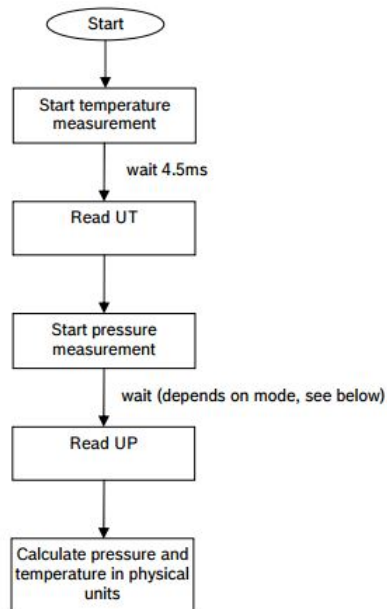 Start
Start temperature
measurement
wait 4.5ms
Read UT
Start pressure
measurement
wait (depends on mode, see below)
Read UP
Calculate pressure and
temperature in physical
units